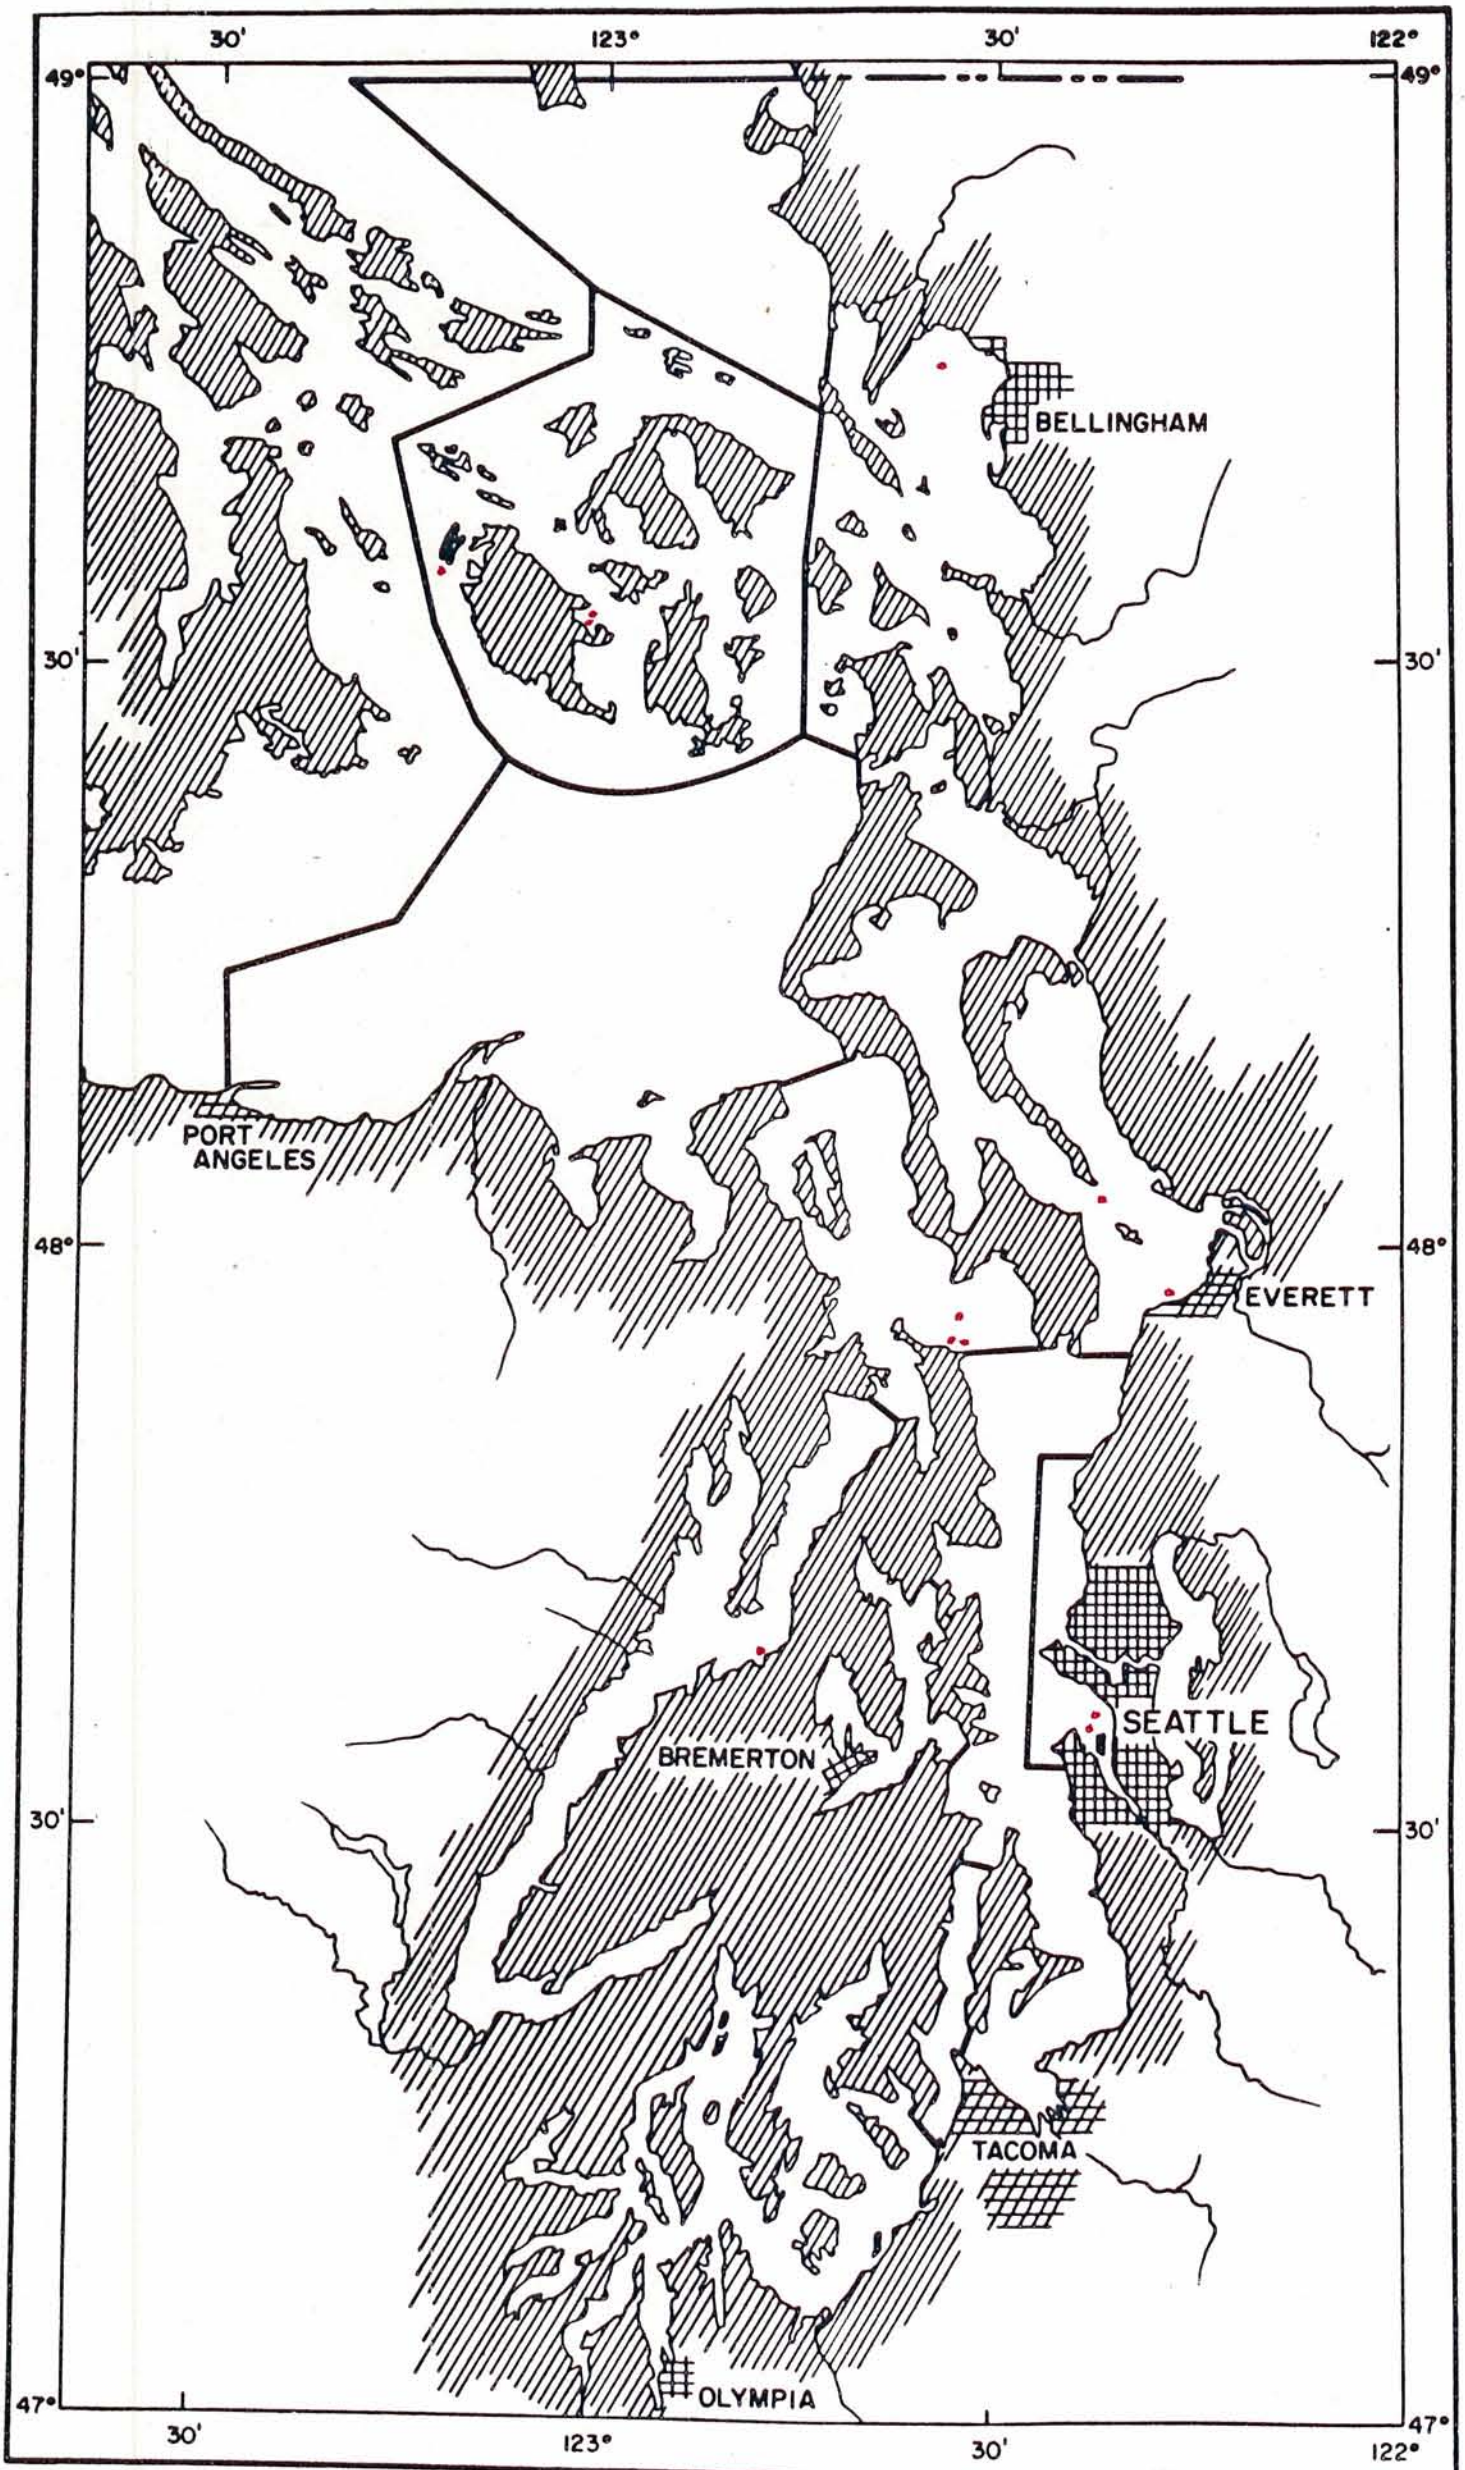 30' 123° 30' 122°
49° 49°
BELLINGHAM
30' 30'
PORT
ANGELES
48° 48°
EVERETT
SEATTLE
BREMERTON
30' 30'
TACOMA
OLYMPIA
47° 47°
30' 123° 30' 122°